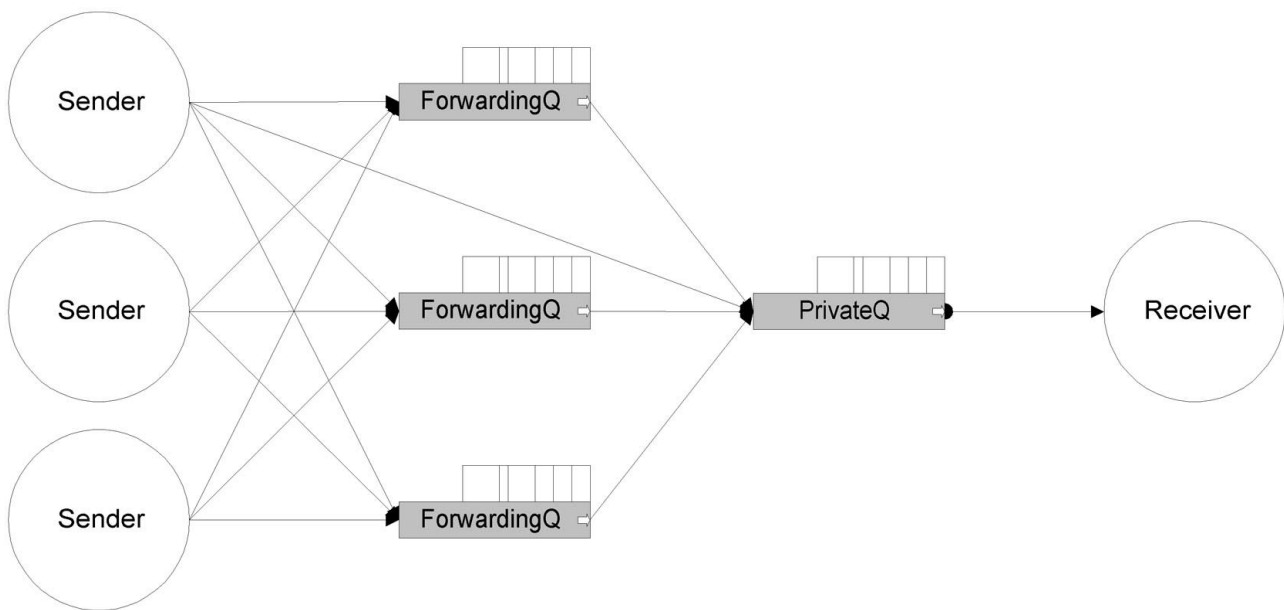 Sender
ForwardingQ
Sender
ForwardingQ
PrivateQ
Receiver
Sender
ForwardingQ